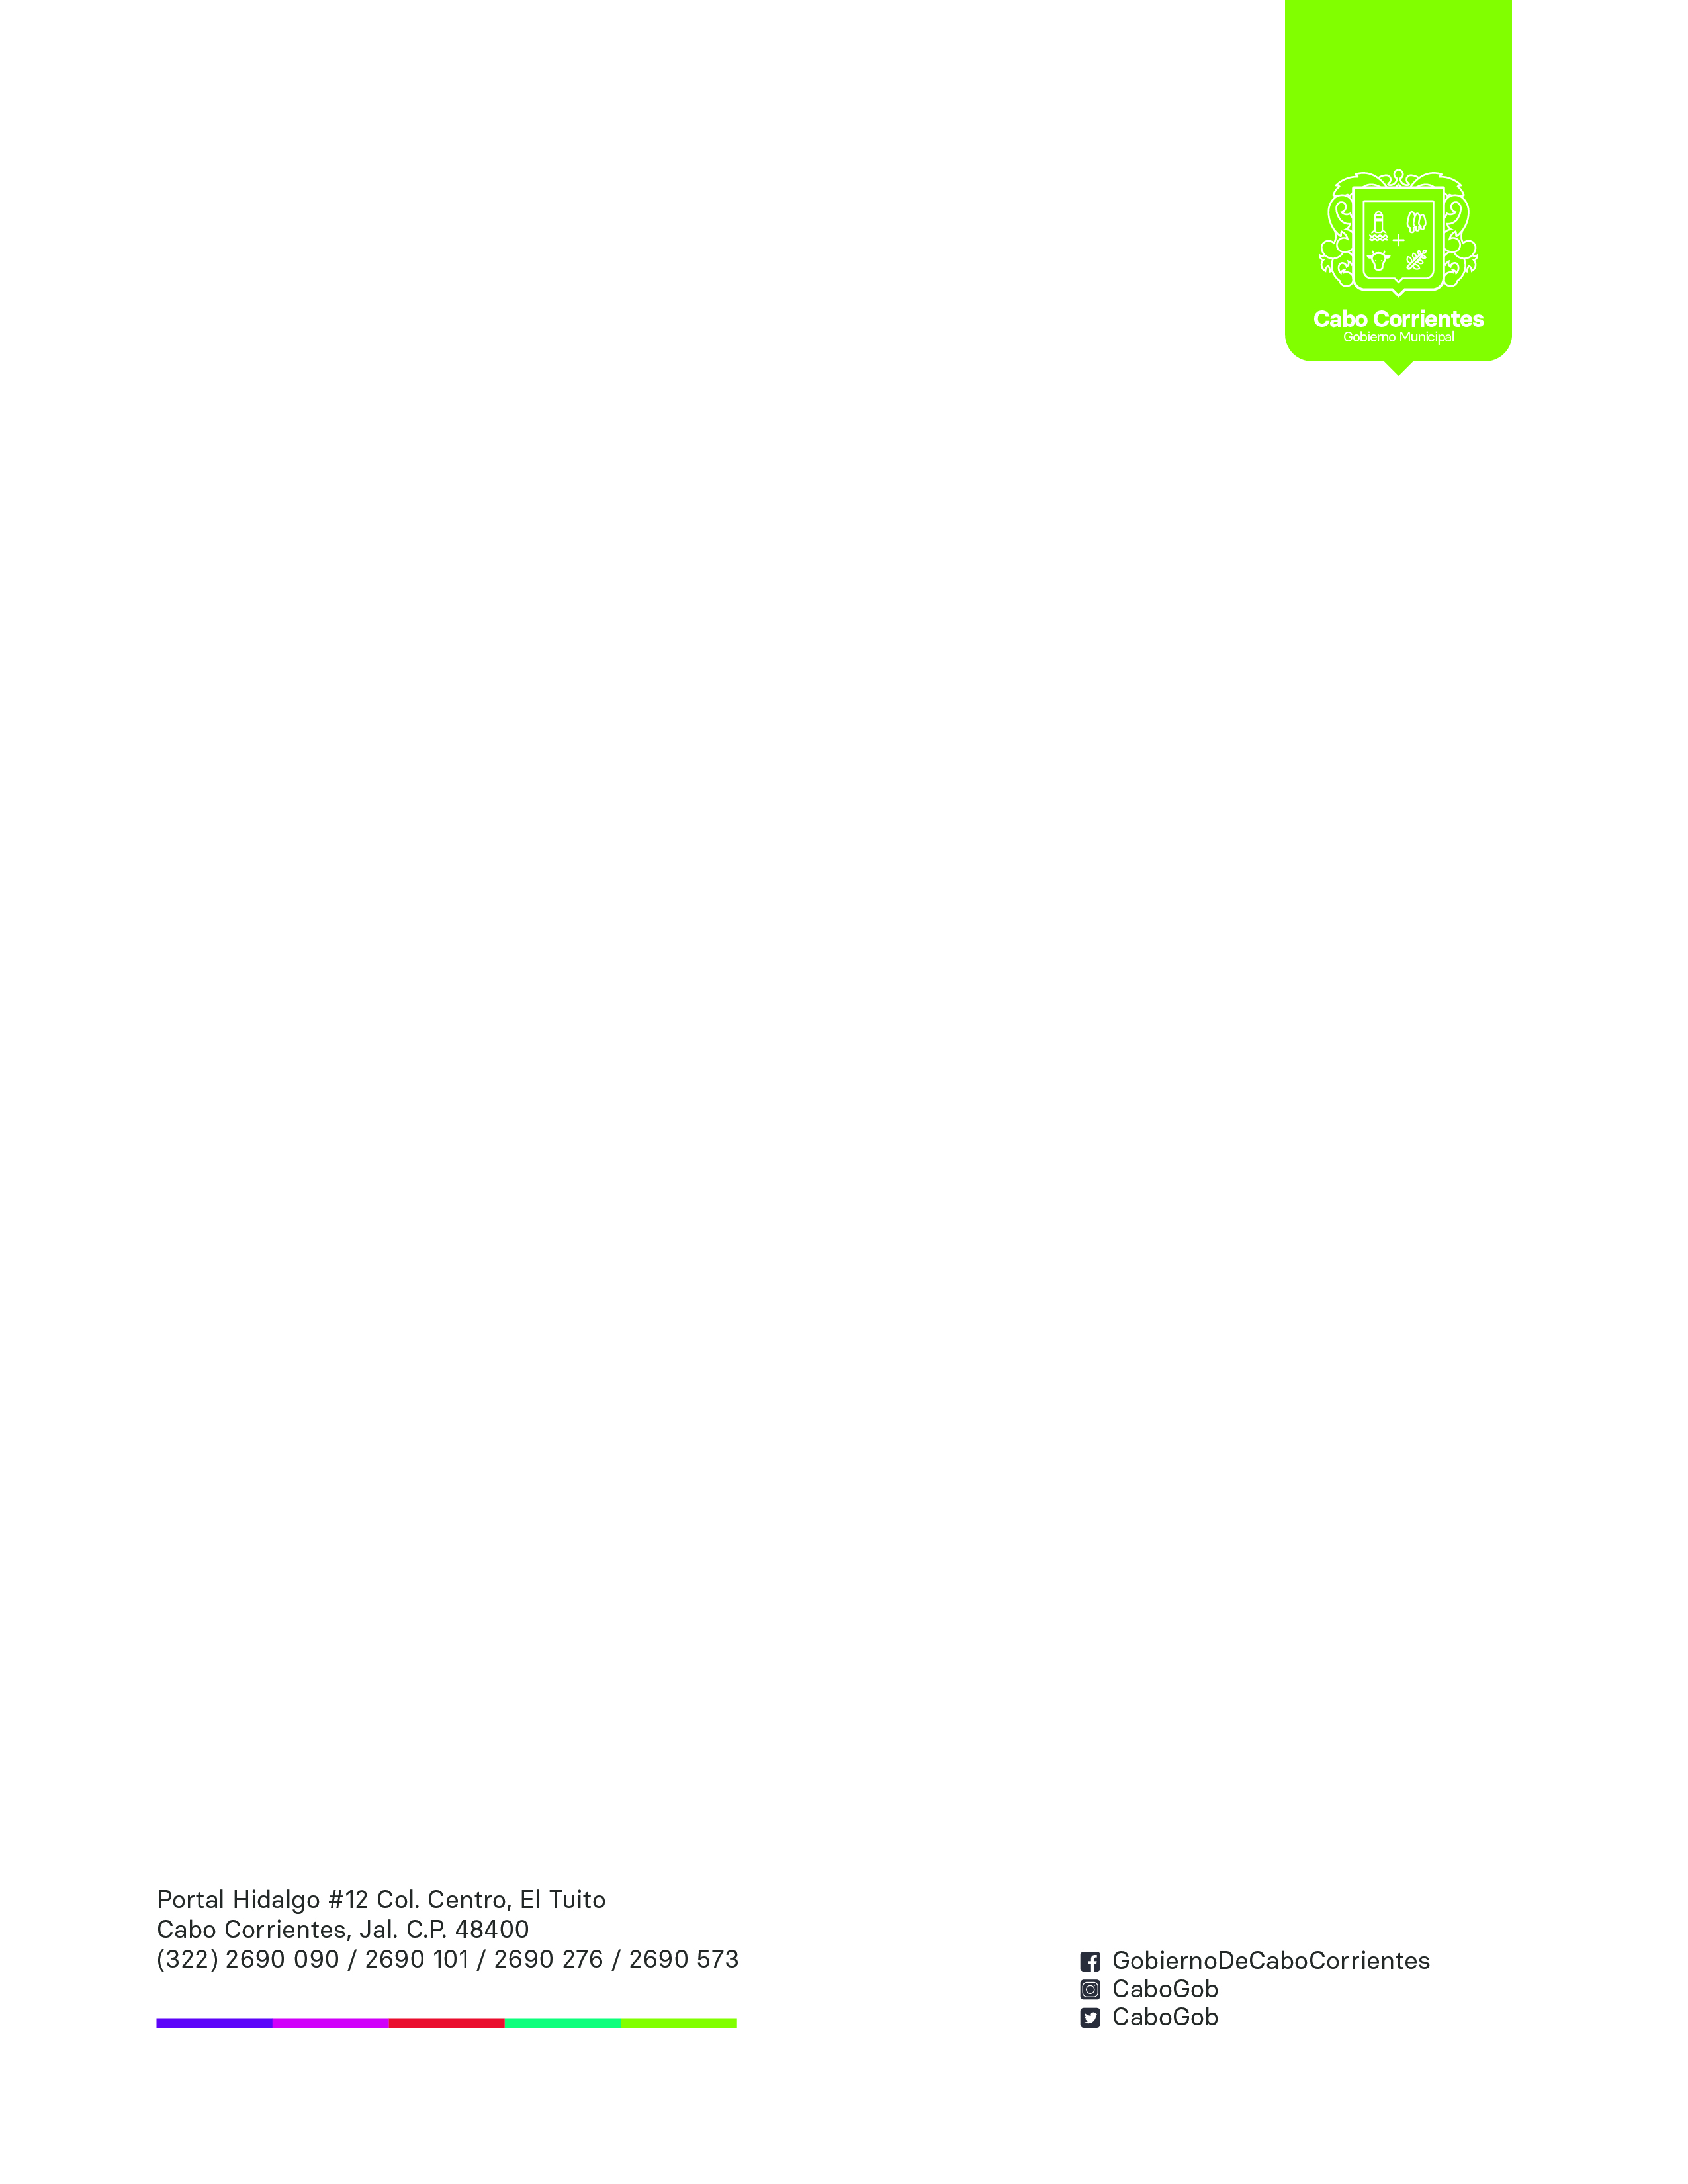 Cabo Corrientes
Gobierno Municipal
Portal Hidalgo #12 Col. Centro, El Tuito
Cabo Corrientes, Jal. C.P. 48400
(322) 2690 090 / 2690 101 / 2690 276 / 2690 573
GobiernoDeCaboCorrientes
CaboGob
CaboGob